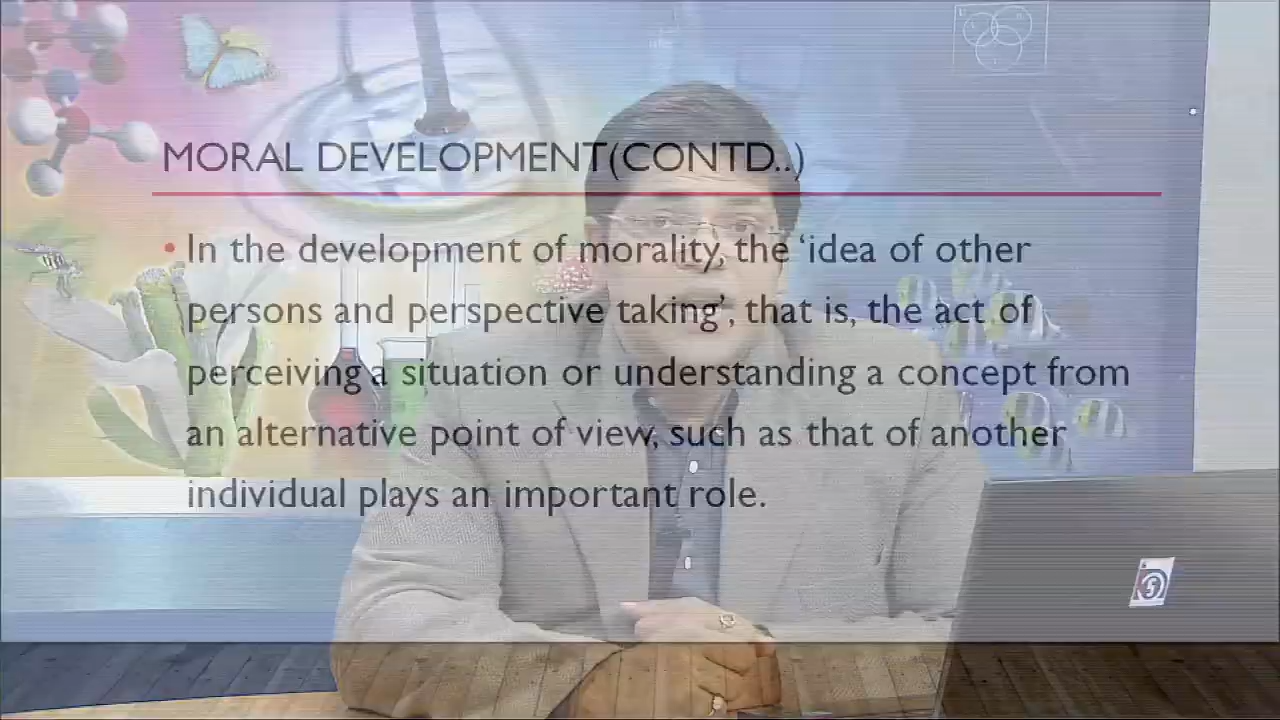 MORAL DEVELOPMENT(CONTD..)
• In the development of morality, the ‘idea of other
persons and perspective taking’, that is, the act of
perceiving a situation or understanding a concept from
an alternative point of view, such as that of another
individual plays an important role.